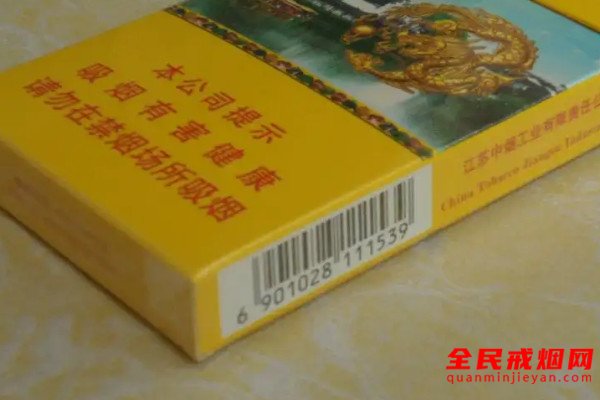 本公司提示
吸烟有害健康
请勿在禁烟场所吸烟
6 901028 111539
江苏中烟工业有限责任公司
China Tobacco Jiangsu
全民戒烟网
quanminjieyan.com